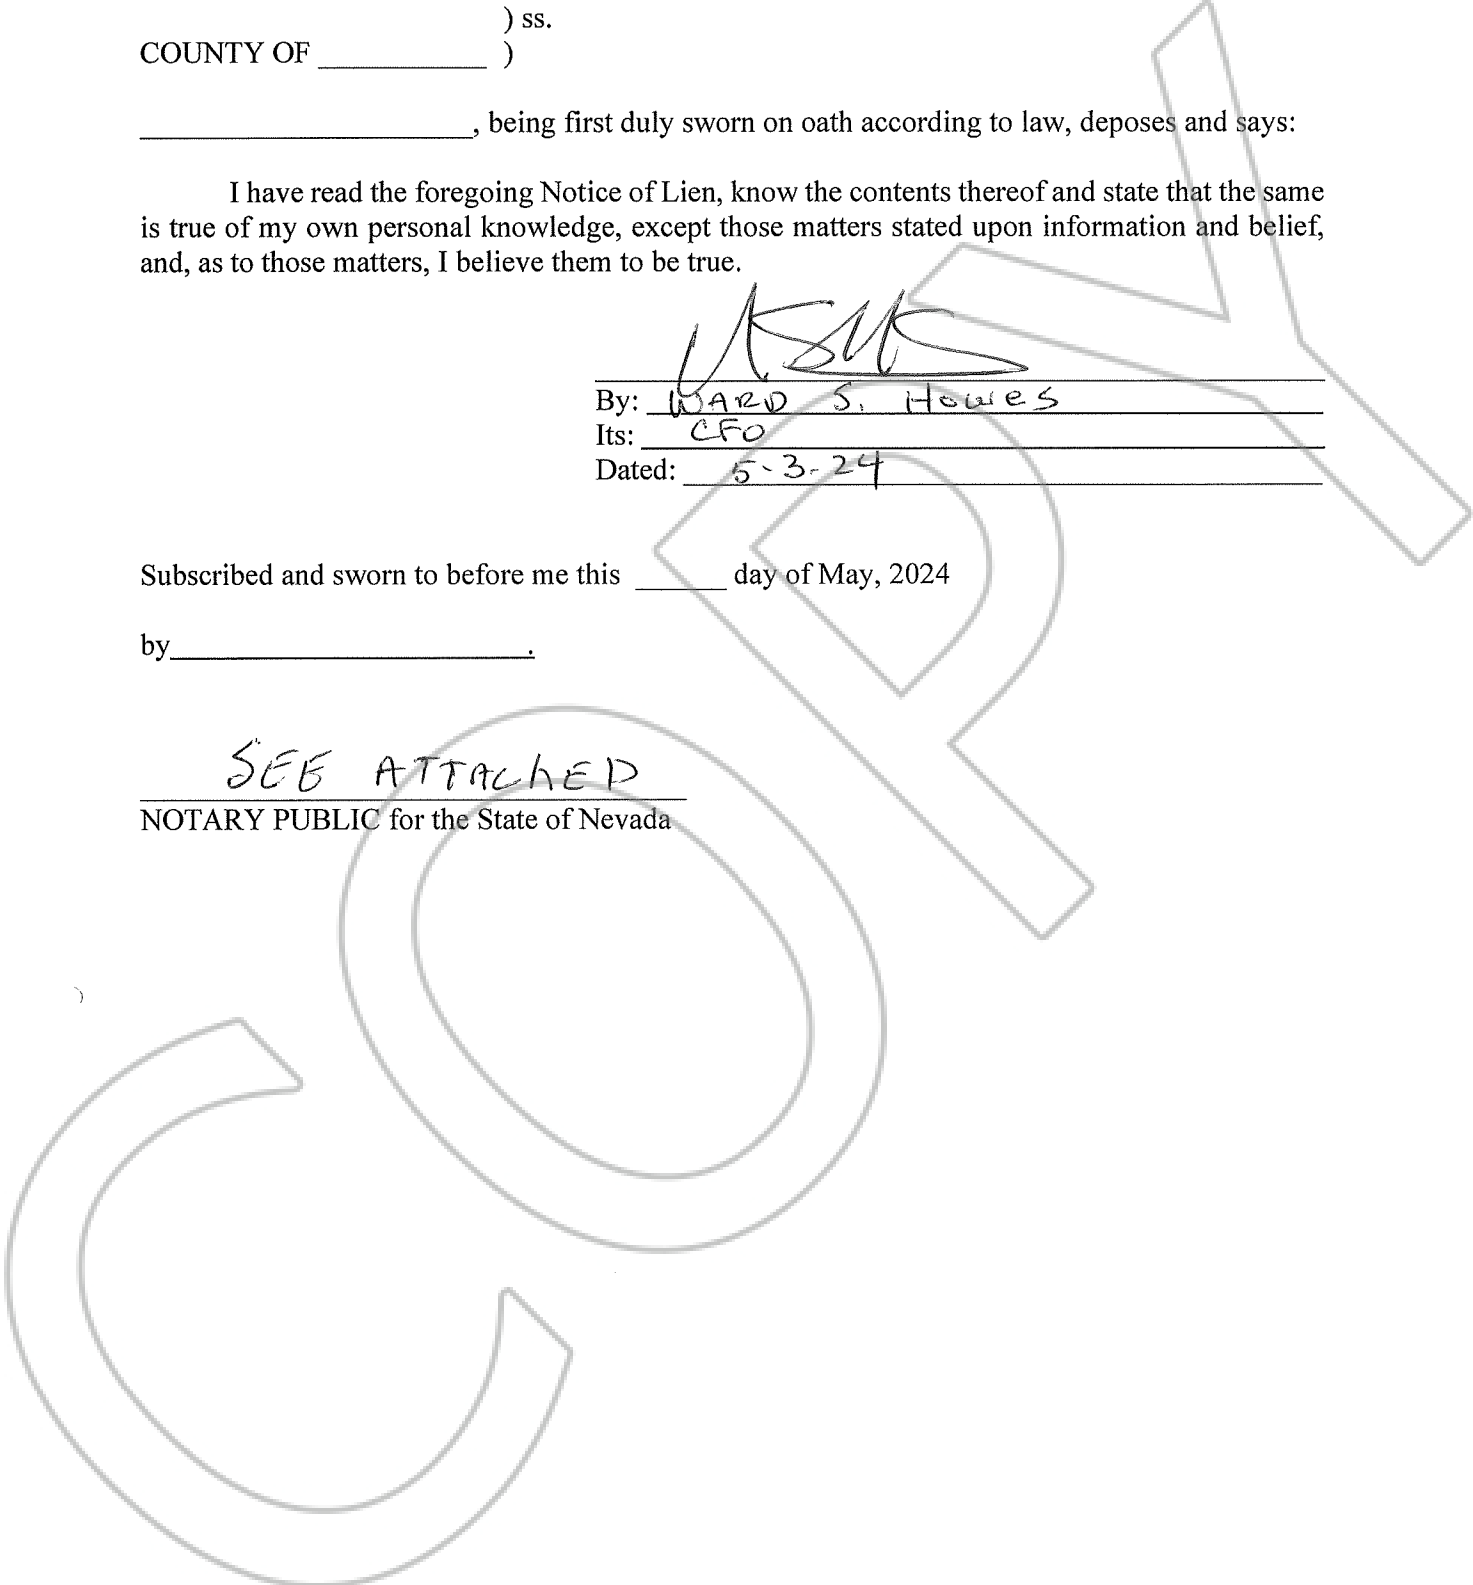 ) ss.
COUNTY OF ___________ )
______________________, being first duly sworn on oath according to law, deposes and says:
I have read the foregoing Notice of Lien, know the contents thereof and state that the same
is true of my own personal knowledge, except those matters stated upon information and belief,
and, as to those matters, I believe them to be true.
By: WARD S. Howes
Its: CFO
Dated: 5-3-24
Subscribed and sworn to before me this ______ day of May, 2024
by________________________.
SEE ATTACHED
NOTARY PUBLIC for the State of Nevada
COPY